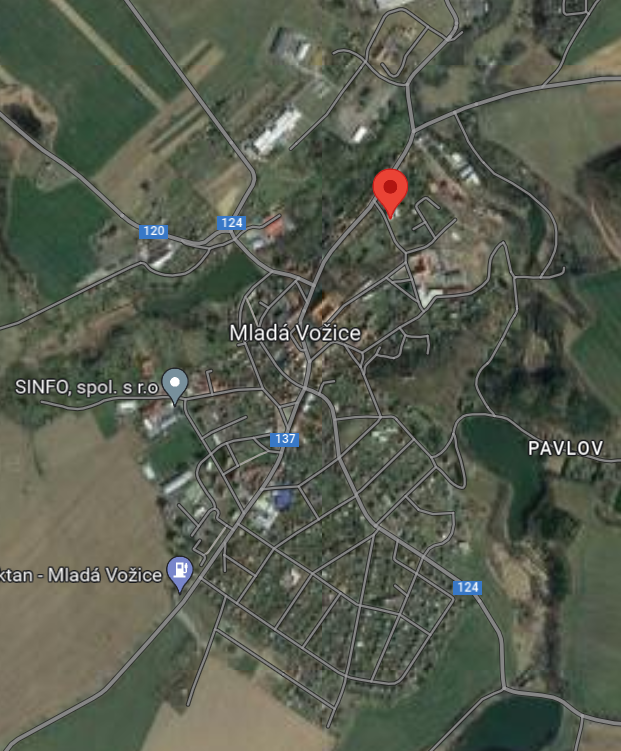 124
120
Mladá Vožice
SINFO, spol. s r.o
137
PAVLOV
ktan - Mladá Vožice
124